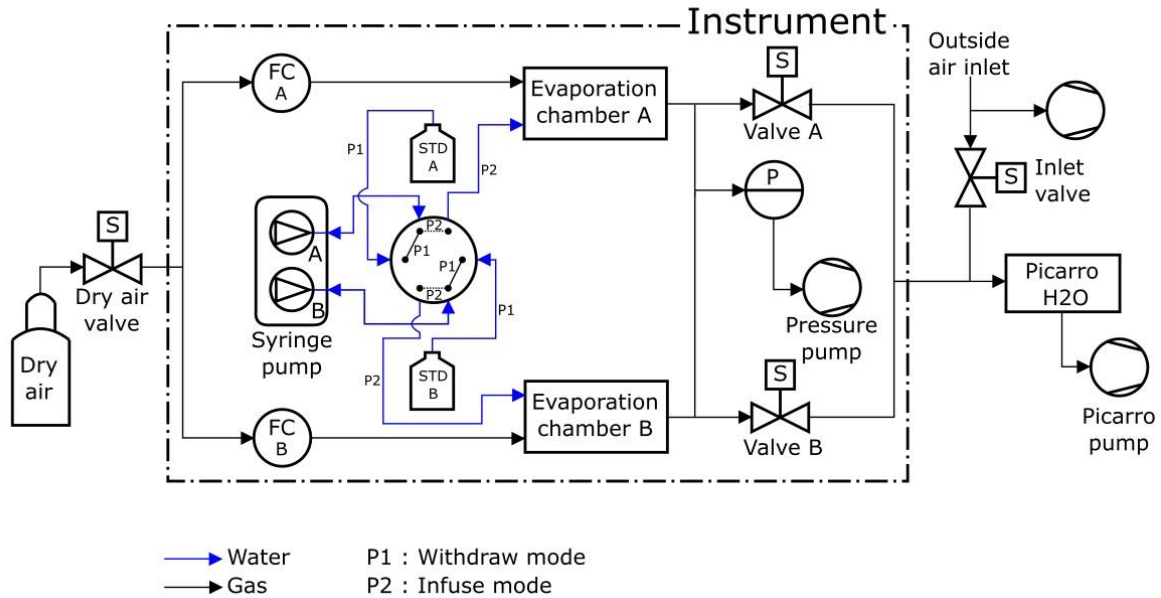 Instrument
Outside
air inlet
FC
A
S
Evaporation
chamber A
Valve A
P1
STD
A
P2
S
Inlet
valve
P
S
P2
P1
P1
P2
A
B
Dry air
valve
Syringe
pump
P1
Picarro
H2O
Pressure
pump
Dry
air
P2
STD
B
S
Evaporation
chamber B
Valve B
FC
B
Picarro
pump
Water
P1 : Withdraw mode
Gas
P2 : Infuse mode